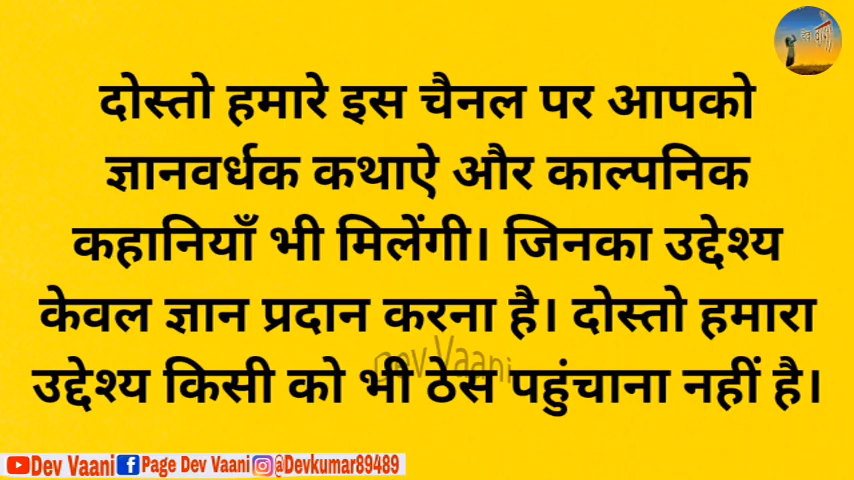 देव वाणी
दोस्तो हमारे इस चैनल पर आपको
ज्ञानवर्धक कथाऐ और काल्पनिक
कहानियाँ भी मिलेंगी। जिनका उद्देश्य
केवल ज्ञान प्रदान करना है। दोस्तो हमारा
उद्देश्य किसी को भी ठेस पहुंचाना नहीं है।
Dev Vaani
Dev Vaani Page Dev Vaani @Devkumar89489